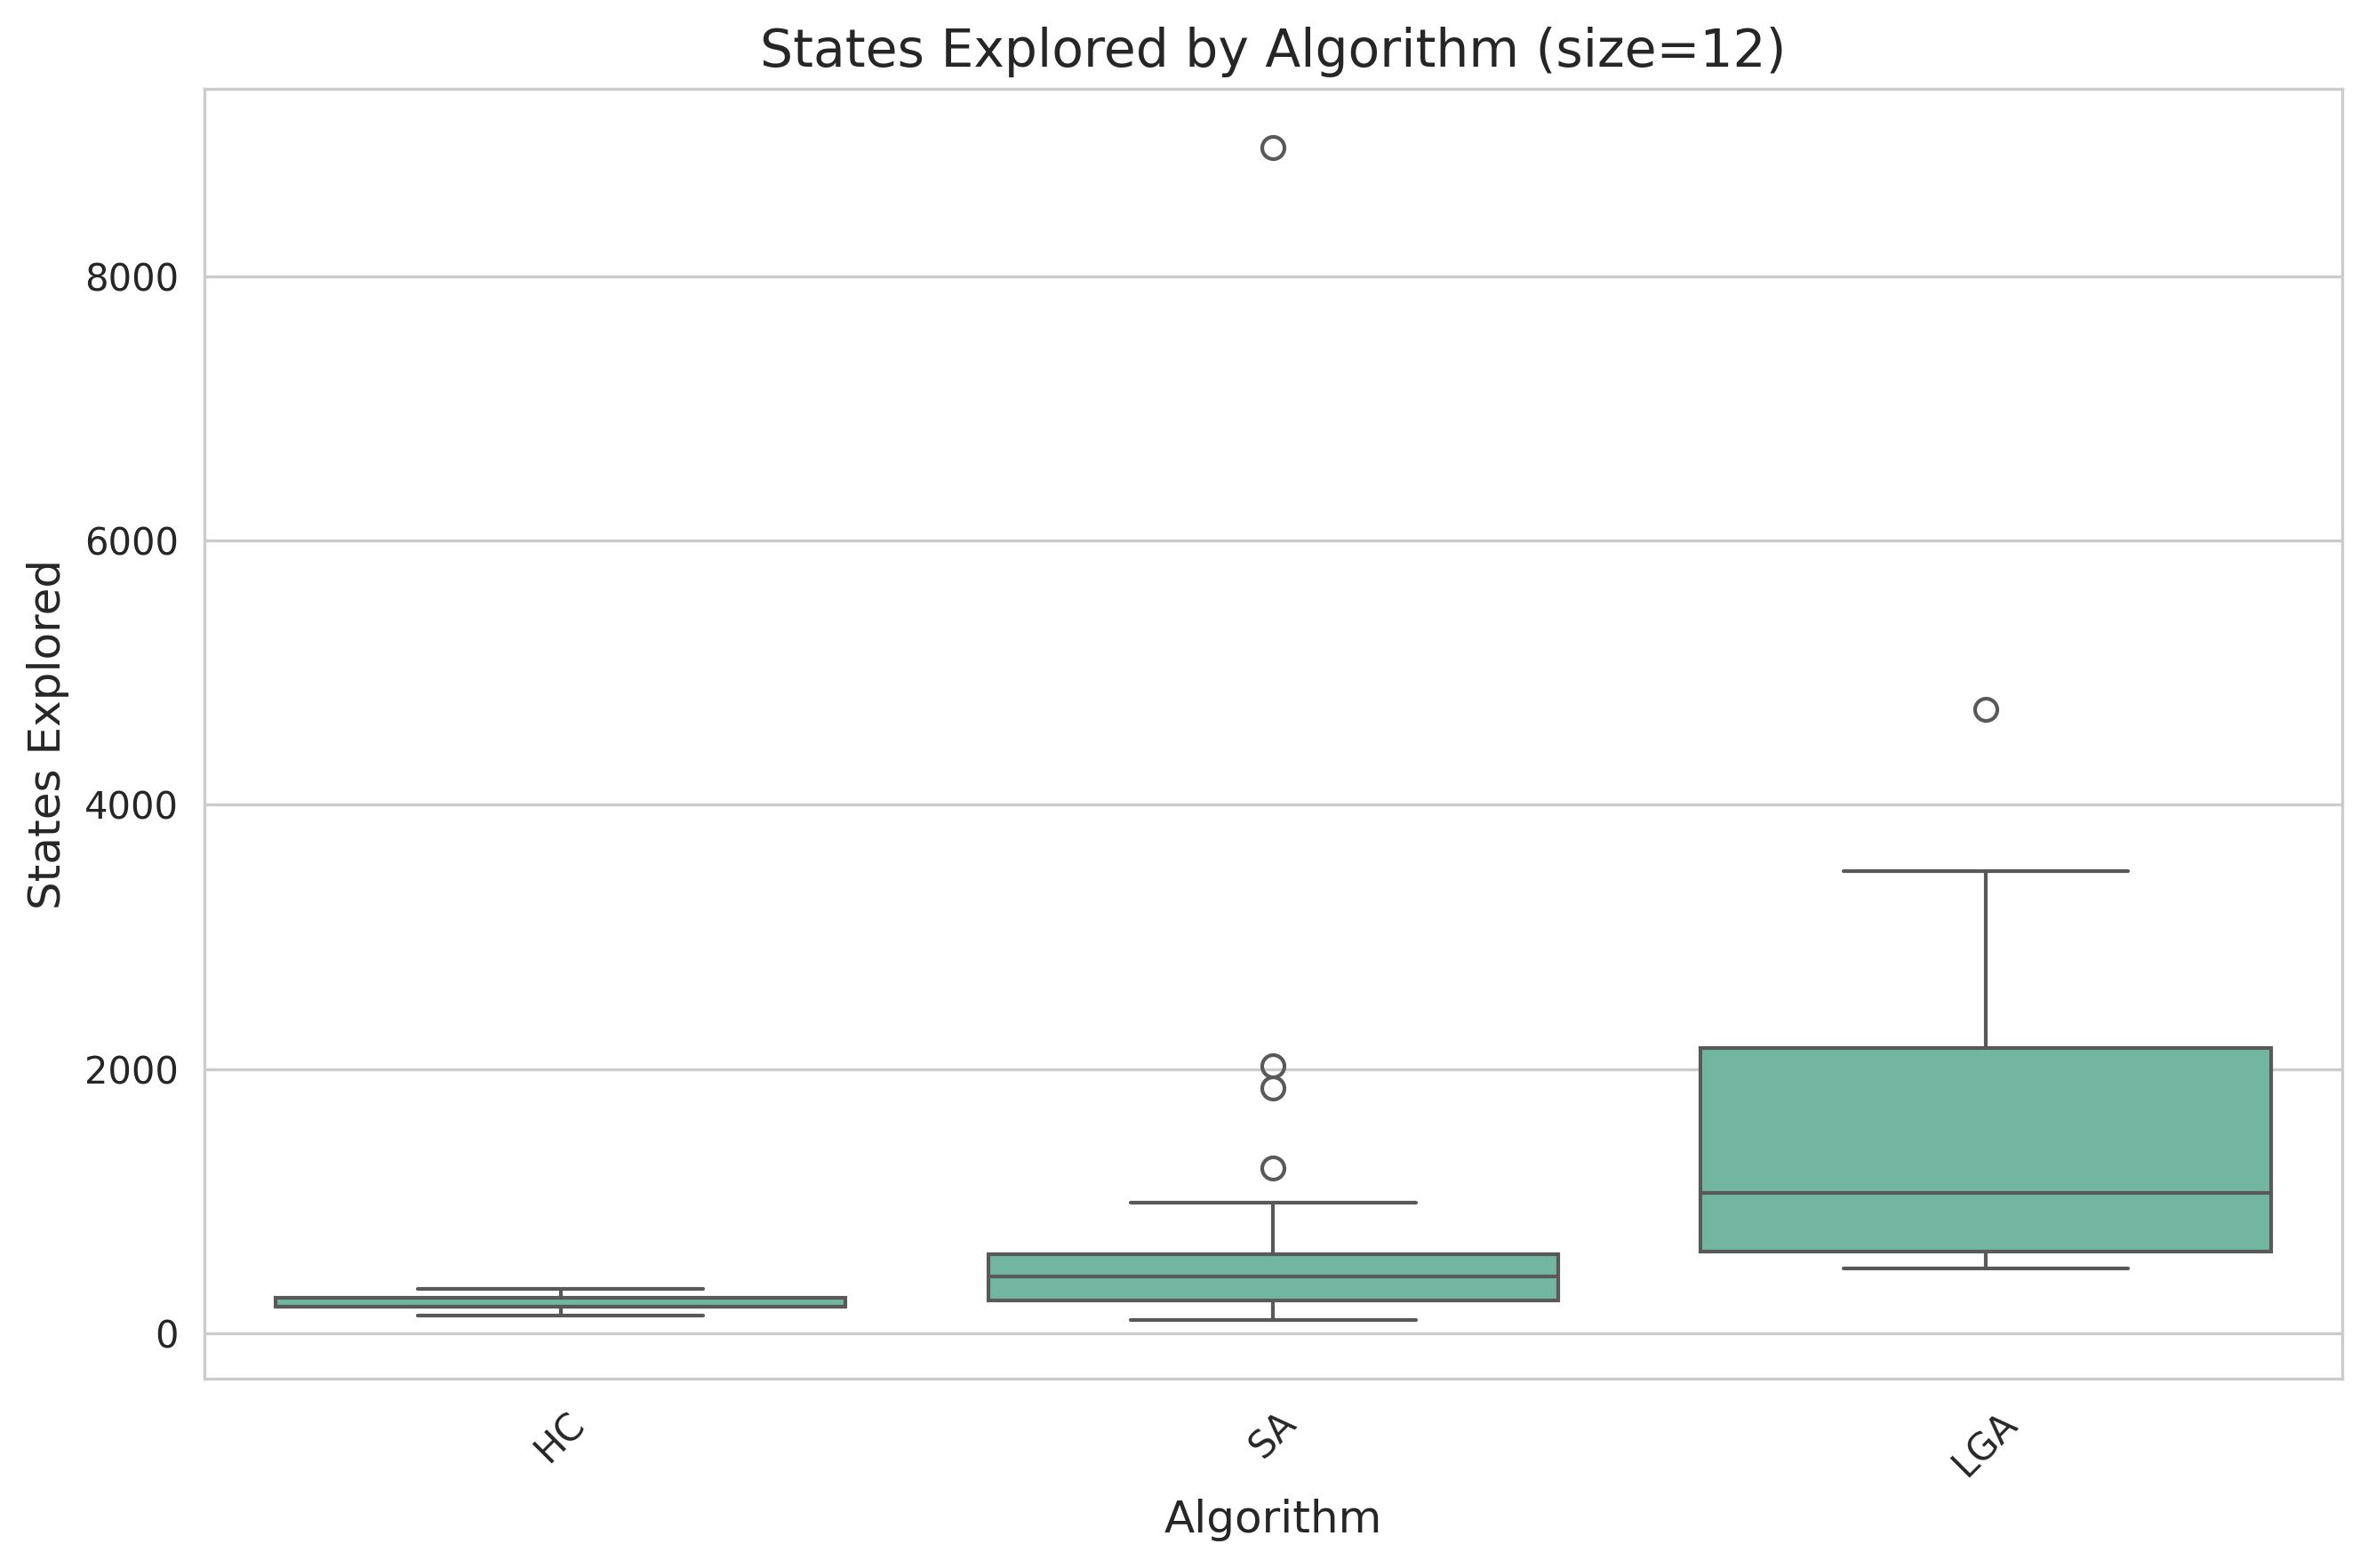 States Explored by Algorithm (size=12)
States Explored
8000
6000
4000
2000
0
HC
SA
LGA
Algorithm